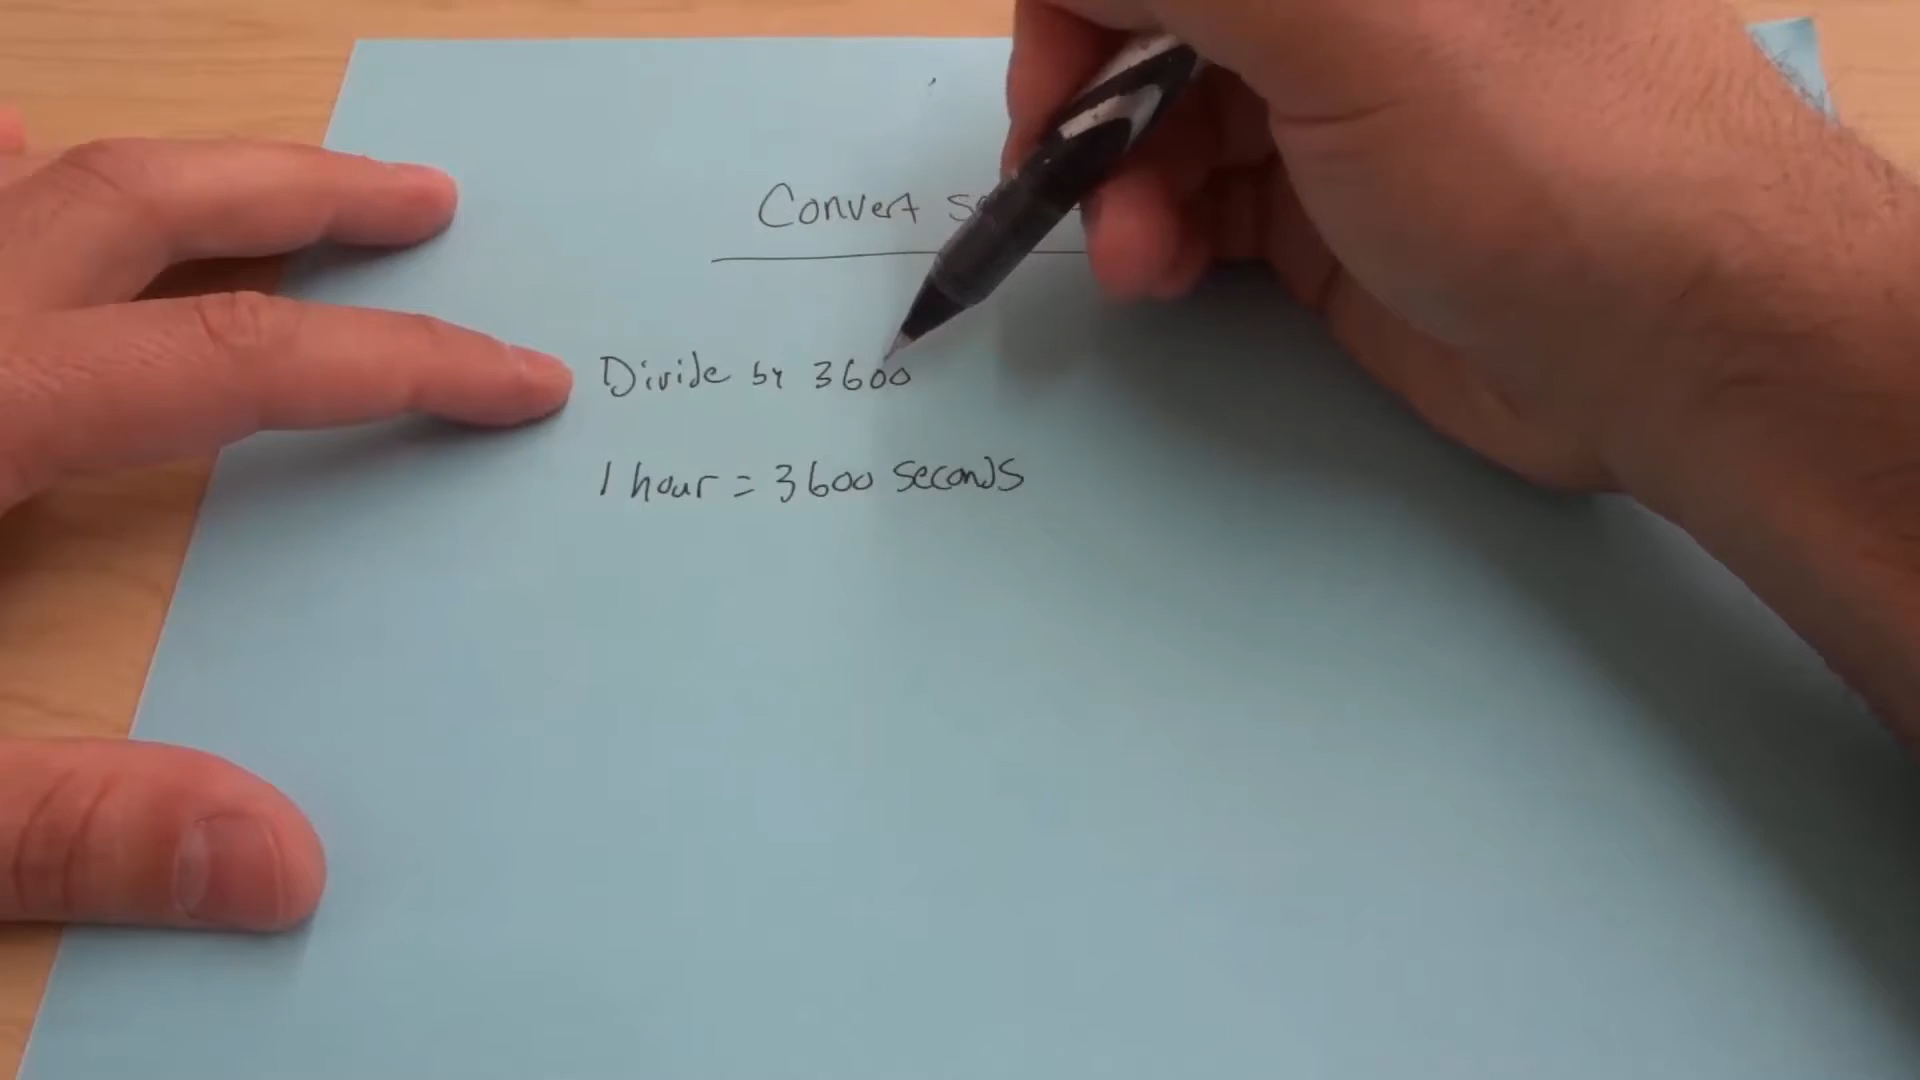 Convert
Divide by 3600
1 hour = 3600 seconds